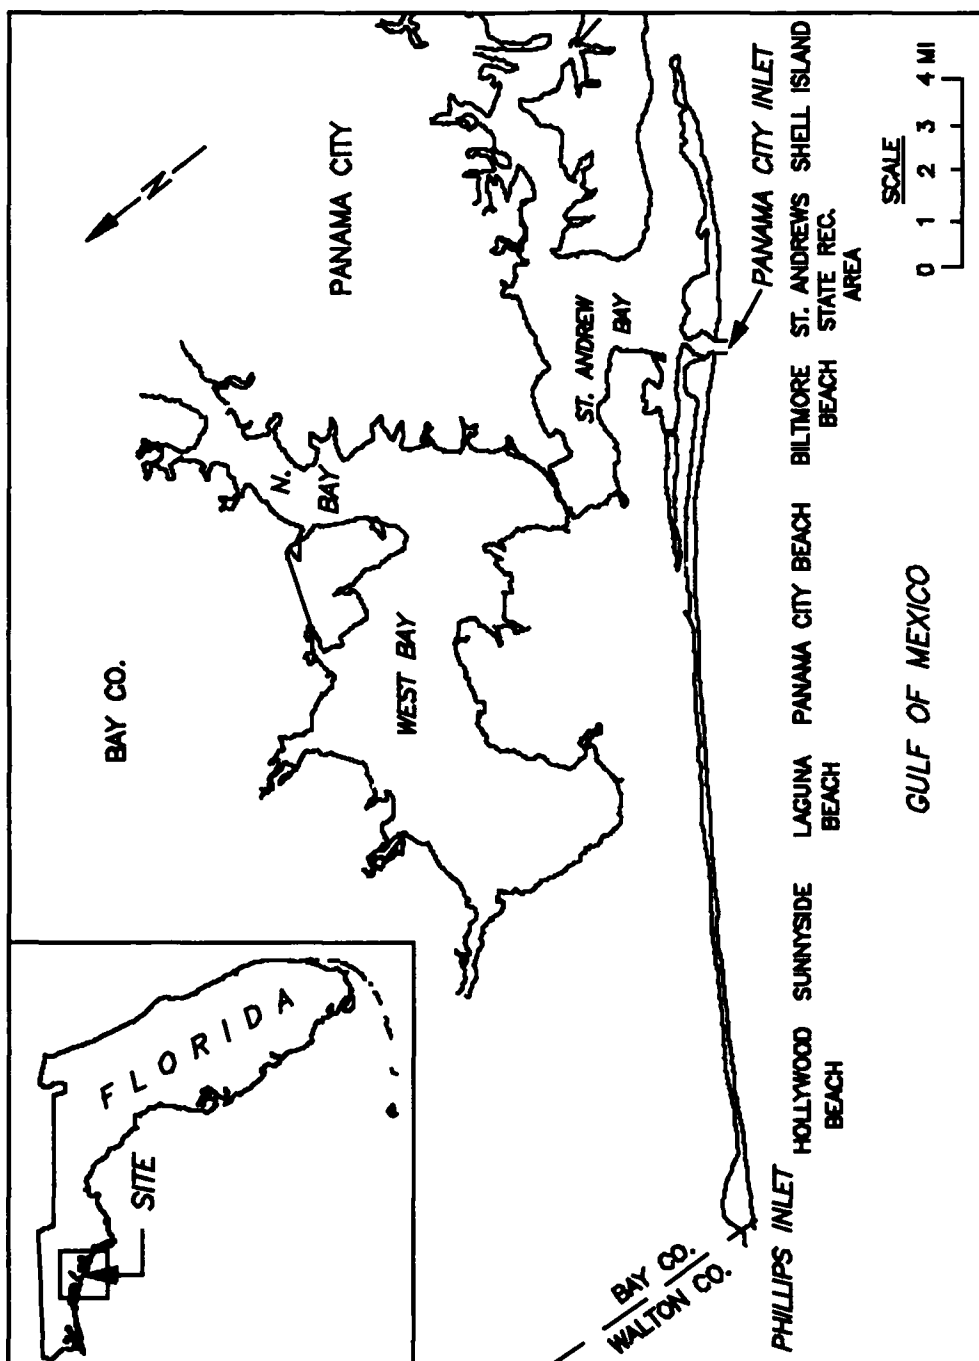 FLORIDA
SITE
BAY CO.
N
PANAMA CITY
N.
BAY
WEST BAY
ST. ANDREW
BAY
BAY CO.
WALTON CO.
PHILLIPS INLET
HOLLYWOOD
BEACH
SUNNYSIDE
LAGUNA
BEACH
PANAMA CITY BEACH
BILTMORE
BEACH
ST. ANDREWS
STATE REC.
AREA
SHELL ISLAND
PANAMA CITY INLET
GULF OF MEXICO
SCALE
0 1 2 3 4 MI